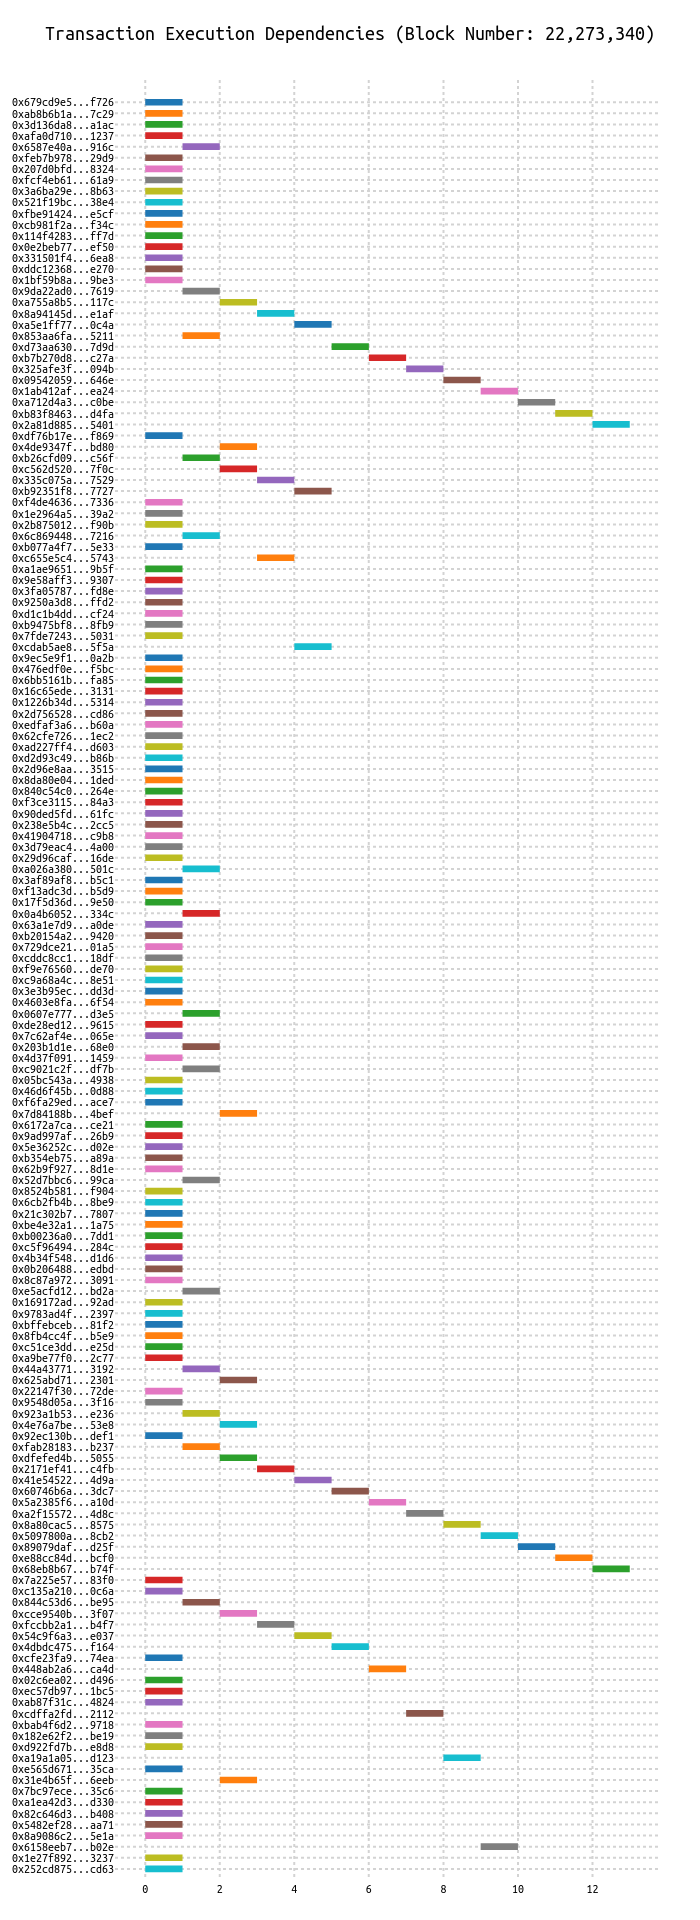 Transaction Execution Dependencies (Block Number: 22,273,340)
0x679cd9e5...f726
0xab8b6b1a...7c29
0x3d136da8...a1ac
0xafa0d710...1237
0x6587e40a...916c
0xfeb7b978...29d9
0x207d0bfd...8324
0xfcf4eb61...61a9
0x3a6ba29e...8b63
0x521f19bc...38e4
0xfbe91424...e5cf
0xcb981f2a...f34c
0x114f4283...ff7d
0x0e2beb77...ef50
0x331501f4...6ea8
0xddc12368...e270
0x1bf59b8a...9be3
0x9da22ad0...7619
0xa755a8b5...117c
0x8a94145d...e1af
0xa5e1ff77...0c4a
0x853aa6fa...5211
0xd73aa630...7d9d
0xb7b270d8...c27a
0x325afe3f...094b
0x09542059...646e
0x1ab412af...ea24
0xa712d4a3...c0be
0xb83f8463...d4fa
0x2a81d885...5401
0xdf76b17e...f869
0x4de9347f...bd80
0xb26cfd09...c56f
0xc562d520...7f0c
0x335c075a...7529
0xb92351f8...7727
0xf4de4636...7336
0x1e2964a5...39a2
0x2b875012...f90b
0x6c869448...7216
0xb077a4f7...5e33
0xc655e5c4...5743
0xa1ae9651...9b5f
0x9e58aff3...9307
0x3fa05787...fd8e
0x9250a3d8...ffd2
0xd1c1b4dd...cf24
0xb9475bf8...8fb9
0x7fde7243...5031
0xcdab5ae8...5f5a
0x9ec5e9f1...0a2b
0x476edf0e...f5bc
0x6bb5161b...fa85
0x16c65ede...3131
0x1226b34d...5314
0x2d756528...cd86
0xedfaf3a6...b60a
0x62cfe726...1ec2
0xad227ff4...d603
0xd2d93c49...b86b
0x2d96e8aa...3515
0x8da80e04...1ded
0x840c54c0...264e
0xf3ce3115...84a3
0x90ded5fd...61fc
0x238e5b4c...2cc5
0x41904718...c9b8
0x3d79eac4...4a00
0x29d96caf...16de
0xa026a380...501c
0x3af89af8...b5c1
0xf13adc3d...b5d9
0x17f5d36d...9e50
0x0a4b6052...334c
0x63a1e7d9...a0de
0xb20154a2...9420
0x729dce21...01a5
0xcddc8cc1...18df
0xf9e76560...de70
0xc9a68a4c...8e51
0x3e3b95ec...dd3d
0x4603e8fa...6f54
0x0607e777...d3e5
0xde28ed12...9615
0x7c62af4e...065e
0x203b1d1e...68e0
0x4d37f091...1459
0xc9021c2f...df7b
0x05bc543a...4938
0x46d6f45b...0d88
0xf6fa29ed...ace7
0x7d84188b...4bef
0x6172a7ca...ce21
0x9ad997af...26b9
0x5e36252c...d02e
0xb354eb75...a89a
0x62b9f927...8d1e
0x52d7bbc6...99ca
0x8524b581...f904
0x6cb2fb4b...8be9
0x21c302b7...7807
0xbe4e32a1...1a75
0xb00236a0...7dd1
0xc5f96494...284c
0x4b34f548...d1d6
0x0b206488...edbd
0x8c87a972...3091
0xe5acfd12...bd2a
0x169172ad...92ad
0x9783ad4f...2397
0xbffebceb...81f2
0x8fb4cc4f...b5e9
0xc51ce3dd...e25d
0xa9be77f0...2c77
0x44a43771...3192
0x625abd71...2301
0x22147f30...72de
0x9548d05a...3f16
0x923a1b53...e236
0x4e76a7be...53e8
0x92ec130b...def1
0xfab28183...b237
0xdfefed4b...5055
0x2171ef41...c4fb
0x41e54522...4d9a
0x60746b6a...3dc7
0x5a2385f6...a10d
0xa2f15572...4d8c
0x8a80cac5...8575
0x5097800a...8cb2
0x89079daf...d25f
0xe88cc84d...bcf0
0x68eb8b67...b74f
0x7a225e57...83f0
0xc135a210...0c6a
0x844c53d6...be95
0xcce9540b...3f07
0xfccbb2a1...b4f7
0x54c9f6a3...e037
0x4dbdc475...f164
0xcfe23fa9...74ea
0x448ab2a6...ca4d
0x02c6ea02...d496
0xec57db97...1bc5
0xab87f31c...4824
0xcdffa2fd...2112
0xbab4f6d2...9718
0x182e62f2...be19
0xd922fd7b...e8d8
0xa19a1a05...d123
0xe565d671...35ca
0x31e4b65f...6eeb
0x7bc97ece...35c6
0xa1ea42d3...d330
0x82c646d3...b408
0x5482ef28...aa71
0x8a9086c2...5e1a
0x6158eeb7...b02e
0x1e27f892...3237
0x252cd875...cd63
0 2 4 6 8 10 12